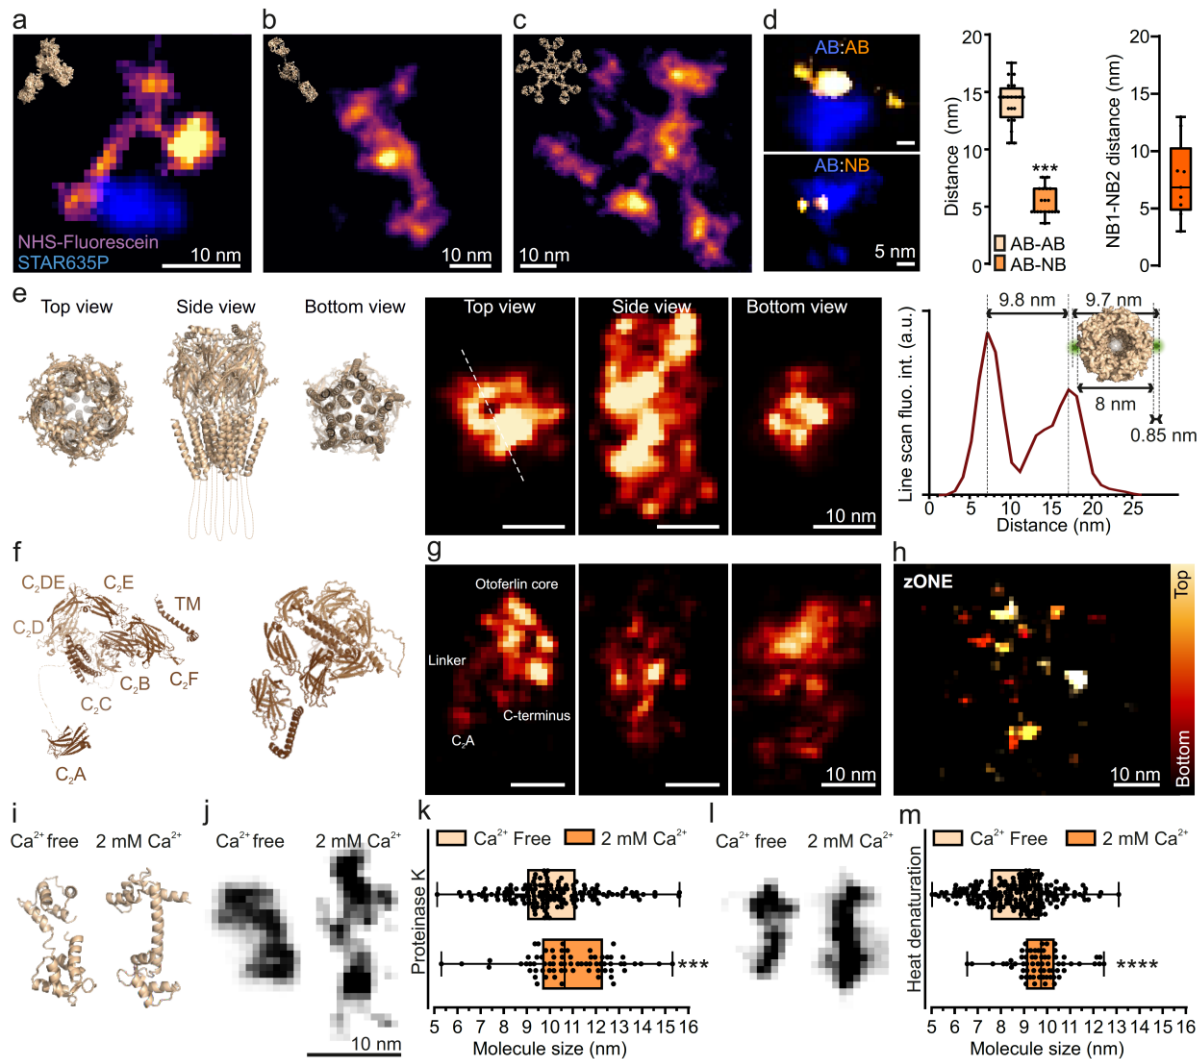 a
b
c
d
NHS-Fluorescein
STAR635P
10 nm
10 nm
10 nm
AB:AB
AB:NB
5 nm
Distance (nm)
20
15
10
5
0
***
AB-AB
AB-NB
NB1-NB2 distance (nm)
20
15
10
5
0
e
Top view
Side view
Bottom view
Top view
Side view
Bottom view
10 nm
Line scan fluo. int. (a.u.)
9.8 nm
9.7 nm
8 nm
0.85 nm
0 5 10 15 20 25
Distance (nm)
f
C₂DE
C₂E
TM
C₂D
C₂B
C₂F
C₂C
C₂A
g
Otoferlin core
Linker
C-terminus
C₂A
10 nm
h
zONE
Top
Bottom
10 nm
i
Ca²⁺ free
2 mM Ca²⁺
j
Ca²⁺ free
2 mM Ca²⁺
10 nm
k
Ca²⁺ Free
2 mM Ca²⁺
Proteinase K
***
5 6 7 8 9 10 11 12 13 14 15 16
Molecule size (nm)
l
Ca²⁺ free
2 mM Ca²⁺
m
Ca²⁺ Free
2 mM Ca²⁺
Heat denaturation
****
5 6 7 8 9 10 11 12 13 14 15 16
Molecule size (nm)